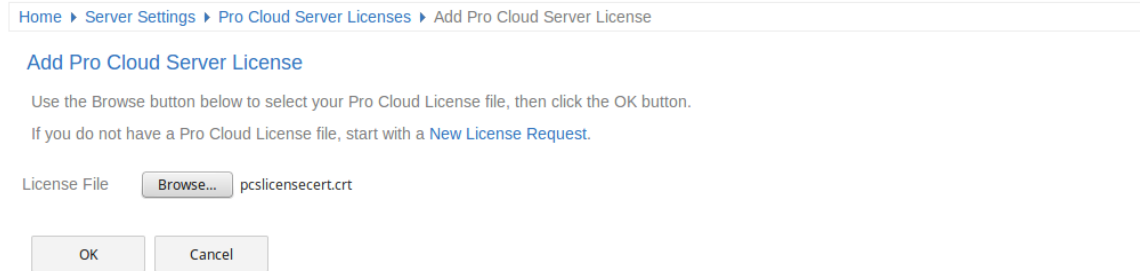 Home ▸ Server Settings ▸ Pro Cloud Server Licenses ▸ Add Pro Cloud Server License
Add Pro Cloud Server License
Use the Browse button below to select your Pro Cloud License file, then click the OK button.
If you do not have a Pro Cloud License file, start with a New License Request.
License File Browse... pcslicensecert.crt
OK Cancel